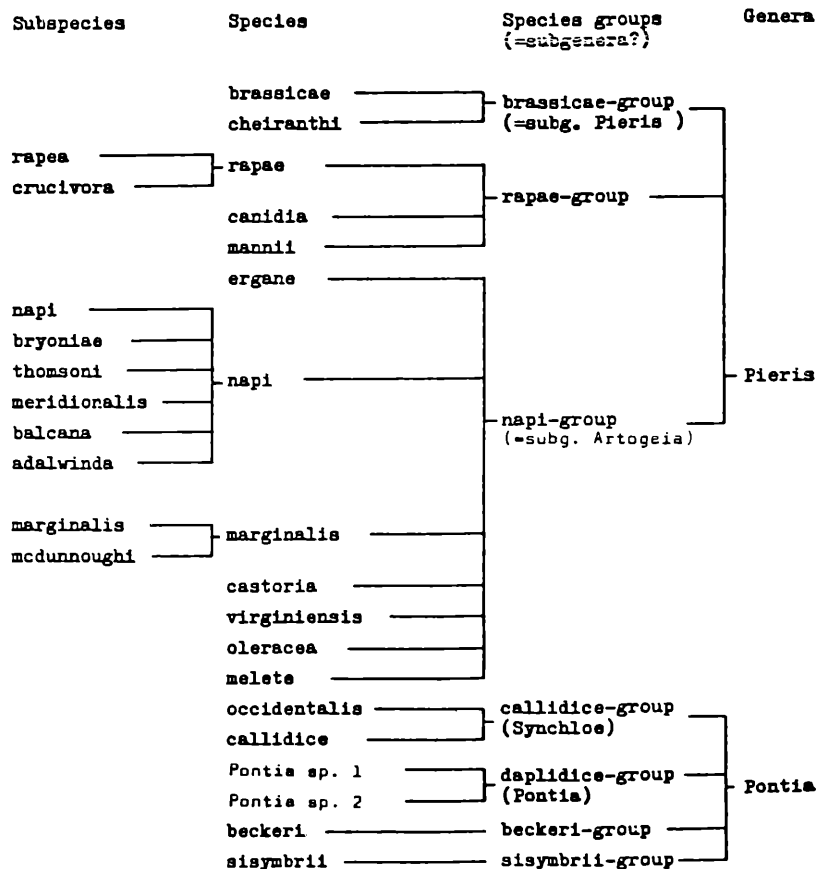 Subspecies Species Species groups Genera
(=subgenera?)
brassicae brassicae-group
cheiranthi (=subg. Pieris )
rapea rapae
crucivora rapae-group
canidia
mannii
ergane
napi
bryoniae
thomsoni napi Pieris
meridionalis
balcana napi-group
(=subg. Artogeia)
adalwinda
marginalis marginalis
mcdunnoughi
castoria
virginiensis
oleracea
melete
occidentalis callidice-group
callidice (Synchloe)
Pontia sp. 1 daplidice-group Pontia
Pontia sp. 2 (Pontia)
beckeri beckeri-group
sisymbrii sisymbrii-group